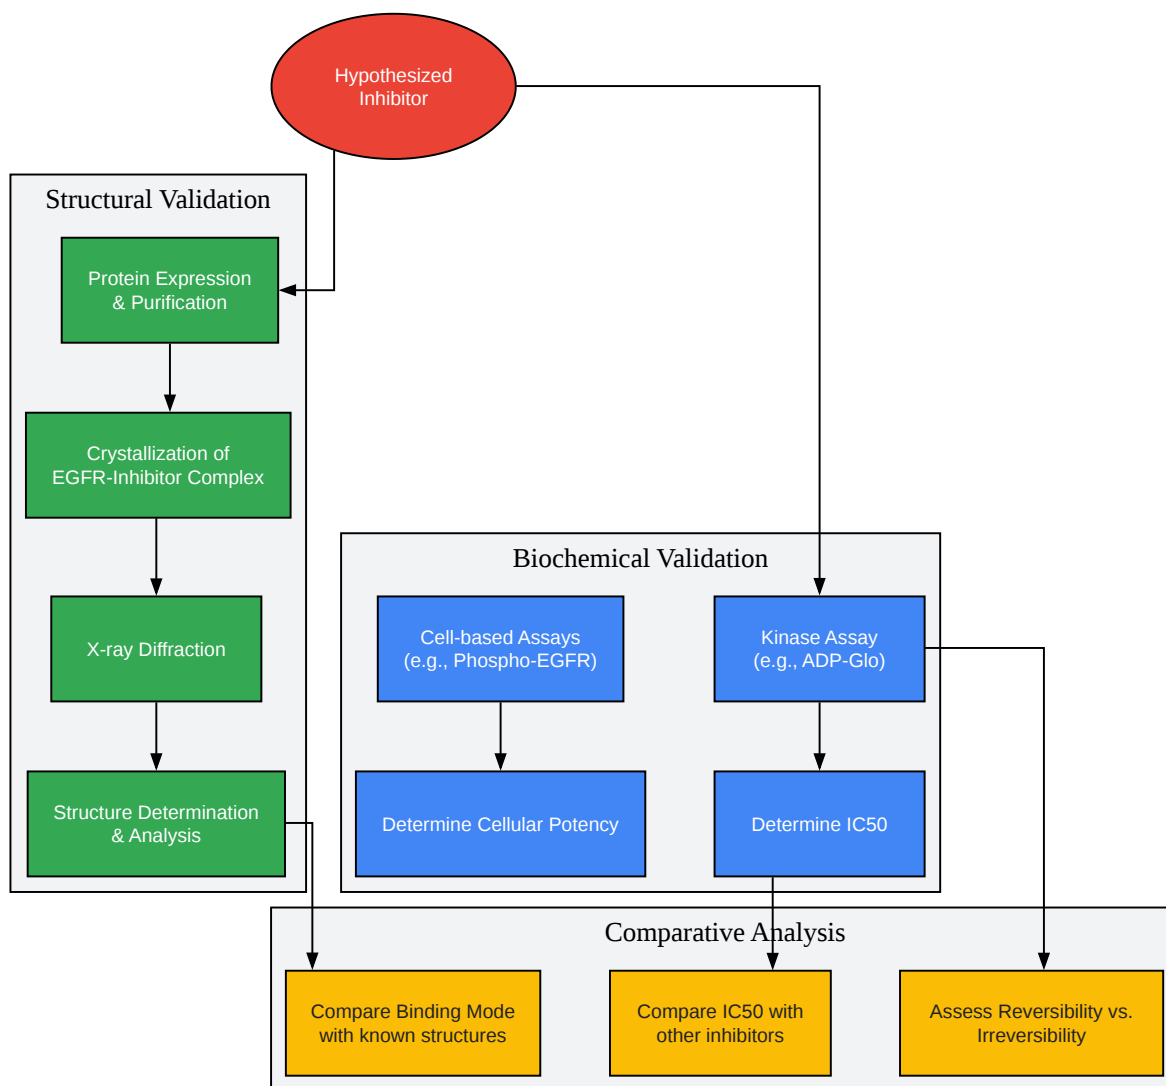 Hypothesized
Inhibitor
Structural Validation
Protein Expression
& Purification
Crystallization of
EGFR-Inhibitor Complex
X-ray Diffraction
Structure Determination
& Analysis
Biochemical Validation
Cell-based Assays
(e.g., Phospho-EGFR)
Kinase Assay
(e.g., ADP-Glo)
Determine Cellular Potency
Determine IC50
Comparative Analysis
Compare Binding Mode
with known structures
Compare IC50 with
other inhibitors
Assess Reversibility vs.
Irreversibility